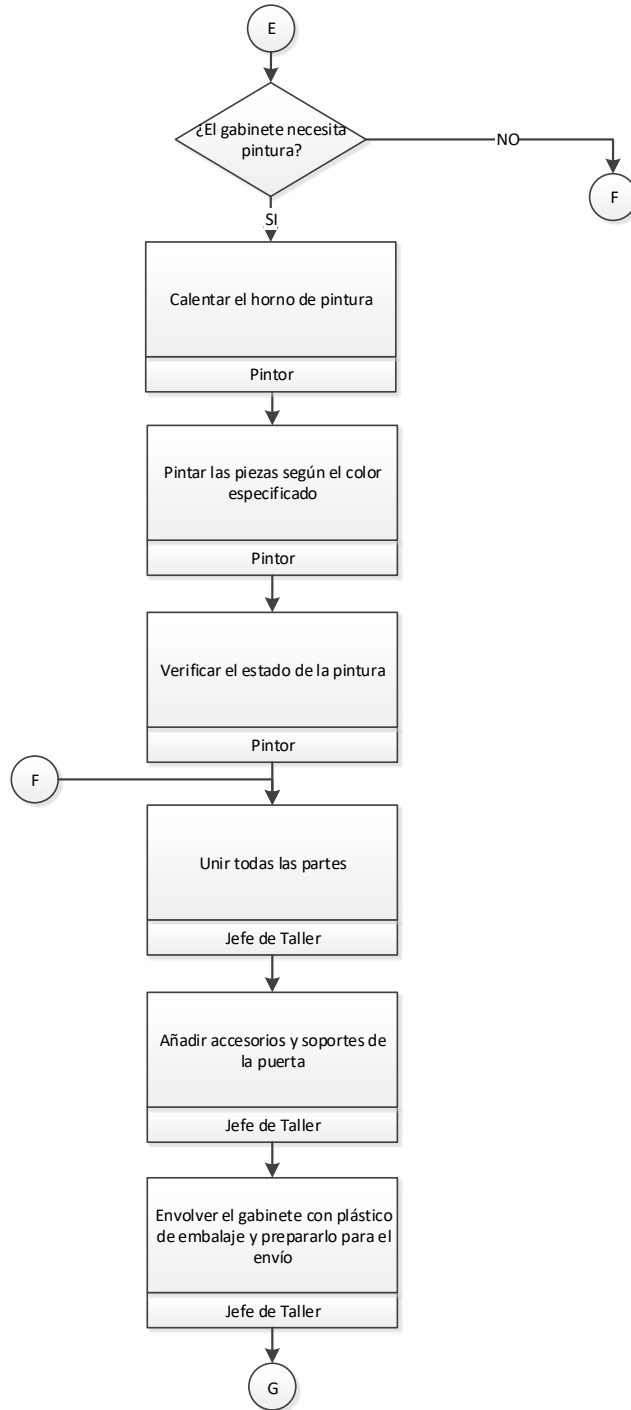 E
¿El gabinete necesita
pintura?
NO
F
SI
Calentar el horno de pintura
Pintor
Pintar las piezas según el color
especificado
Pintor
Verificar el estado de la pintura
Pintor
F
Unir todas las partes
Jefe de Taller
Añadir accesorios y soportes de
la puerta
Jefe de Taller
Envolver el gabinete con plástico
de embalaje y prepararlo para el
envío
Jefe de Taller
G